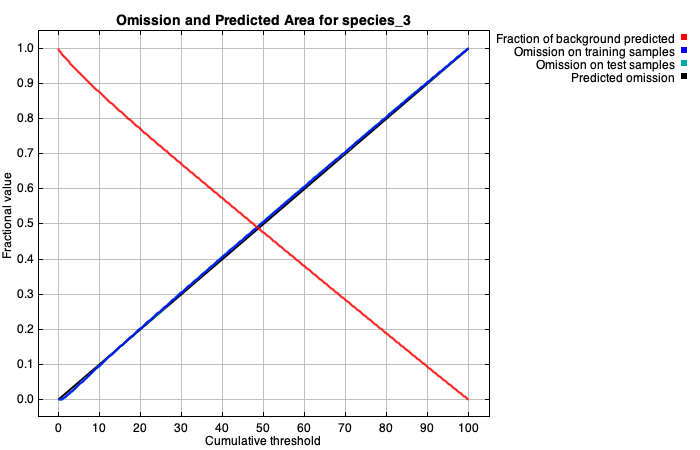 Omission and Predicted Area for species_3
Fraction of background predicted
Omission on training samples
Omission on test samples
Predicted omission
Fractional value
1.0
0.9
0.8
0.7
0.6
0.5
0.4
0.3
0.2
0.1
0.0
0 10 20 30 40 50 60 70 80 90 100
Cumulative threshold